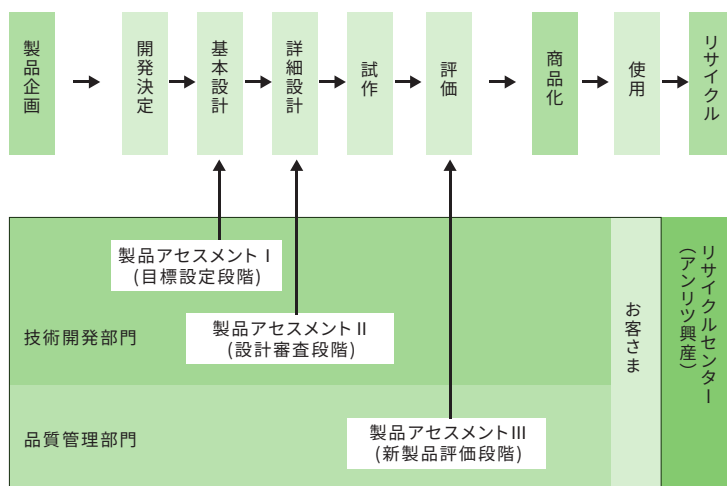 製品企画
開発決定
基本設計
詳細設計
試作
評価
商品化
使用
リサイクル
製品アセスメント I
(目標設定段階)
製品アセスメント II
(設計審査段階)
技術開発部門
製品アセスメントIII
(新製品評価段階)
品質管理部門
お客さま
リサイクルセンター
(アンリツ興産)